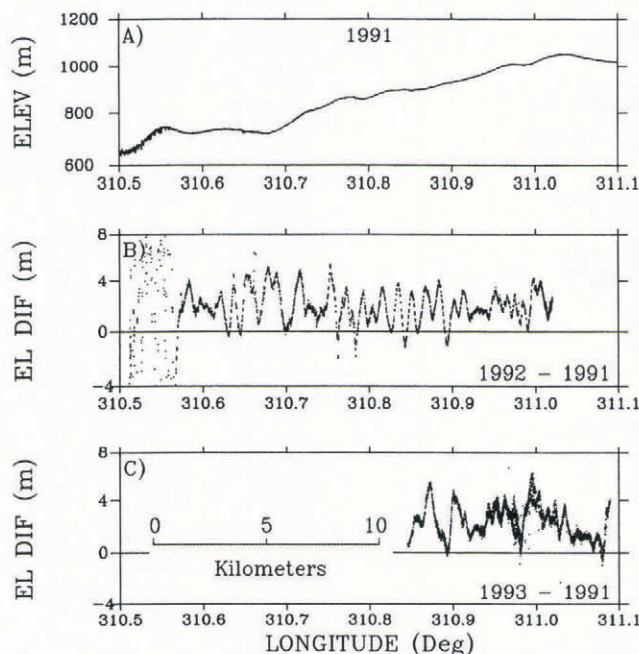 1200
A)
1991
1000
800
600
ELEV (m)
310.5 310.6 310.7 310.8 310.9 311.0 311.1
8
B)
4
0
-4
EL DIF (m)
1992 - 1991
310.5 310.6 310.7 310.8 310.9 311.0 311.1
8
C)
4
0
-4
EL DIF (m)
0 5 10
Kilometers
1993 - 1991
310.5 310.6 310.7 310.8 310.9 311.0 311.1
LONGITUDE (Deg)